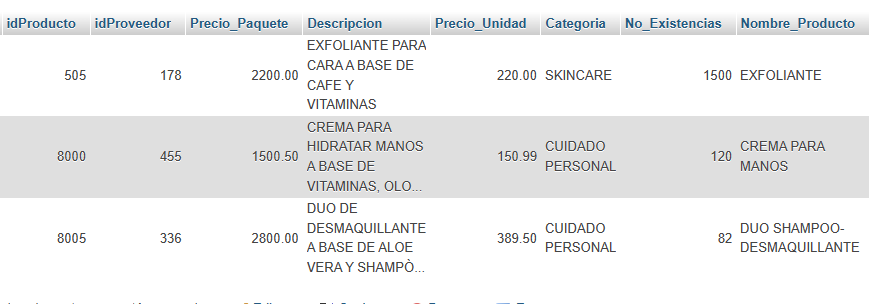 idProducto idProveedor Precio_Paquete Descripcion Precio_Unidad Categoria No_Existencias Nombre_Producto
505 178 2200.00 EXFOLIANTE PARA CARA A BASE DE CAFE Y VITAMINAS 220.00 SKINCARE 1500 EXFOLIANTE
8000 455 1500.50 CREMA PARA HIDRATAR MANOS A BASE DE VITAMINAS, OLO... 150.99 CUIDADO PERSONAL 120 CREMA PARA MANOS
8005 336 2800.00 DUO DE DESMAQUILLANTE A BASE DE ALOE VERA Y SHAMPÒ... 389.50 CUIDADO PERSONAL 82 DUO SHAMPOO-DESMAQUILLANTE